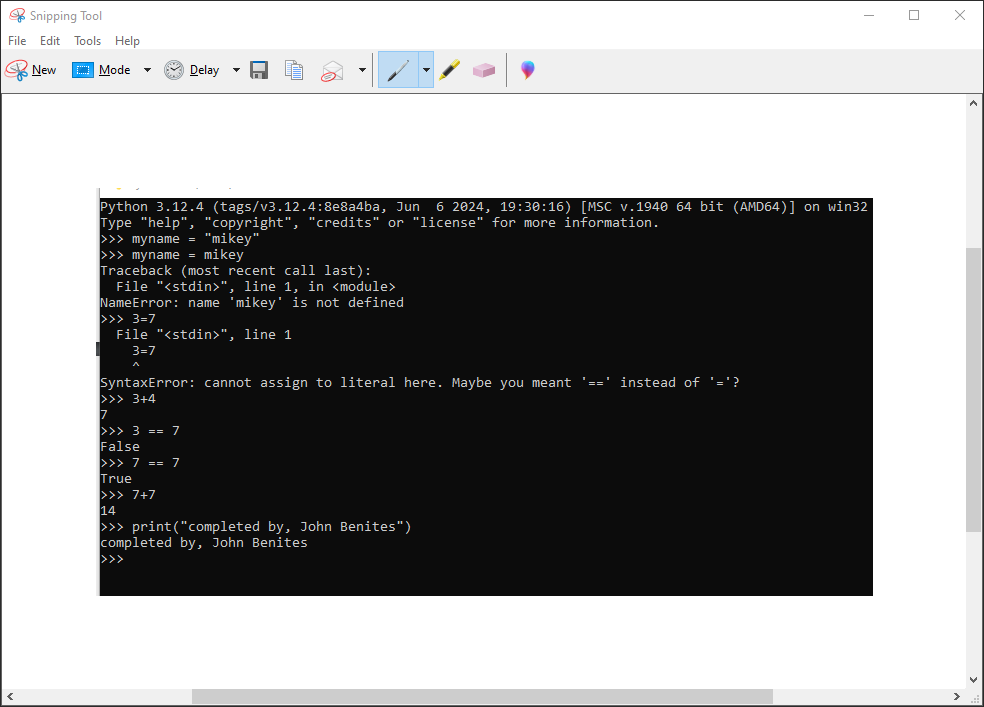 Snipping Tool
File Edit Tools Help
New Mode Delay
Python 3.12.4 (tags/v3.12.4:8e8a4ba, Jun  6 2024, 19:30:16) [MSC v.1940 64 bit (AMD64)] on win32
Type "help", "copyright", "credits" or "license" for more information.
>>> myname = "mikey"
>>> myname = mikey
Traceback (most recent call last):
  File "<stdin>", line 1, in <module>
NameError: name 'mikey' is not defined
>>> 3=7
  File "<stdin>", line 1
    3=7
    ^
SyntaxError: cannot assign to literal here. Maybe you meant '==' instead of '='?
>>> 3+4
7
>>> 3 == 7
False
>>> 7 == 7
True
>>> 7+7
14
>>> print("completed by, John Benites")
completed by, John Benites
>>>